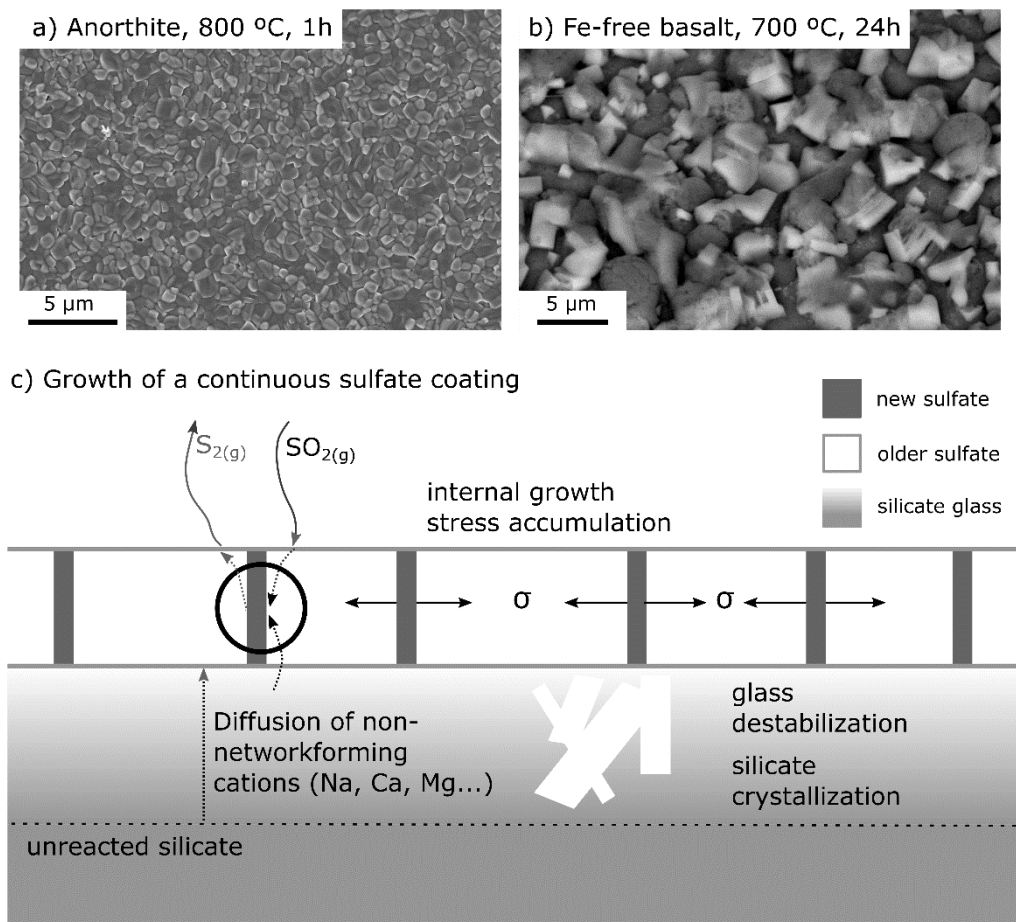 a) Anorthite, 800 ºC, 1h
5 µm
b) Fe-free basalt, 700 ºC, 24h
5 µm
c) Growth of a continuous sulfate coating
S2(g)
SO2(g)
internal growth
stress accumulation
new sulfate
older sulfate
silicate glass
σ
σ
Diffusion of non-
networkforming
cations (Na, Ca, Mg...)
glass
destabilization
silicate
crystallization
unreacted silicate